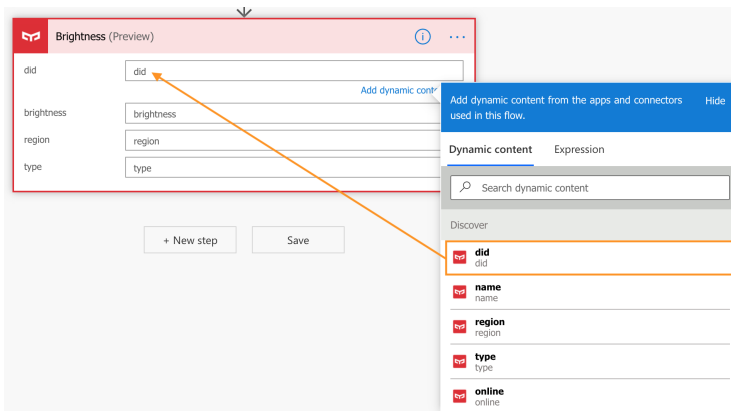 Brightness (Preview)
did
did
Add dynamic conte
brightness
brightness
region
region
type
type
+ New step
Save
Add dynamic content from the apps and connectors
used in this flow.
Hide
Dynamic content
Expression
Search dynamic content
Discover
did
did
name
name
region
region
type
type
online
online